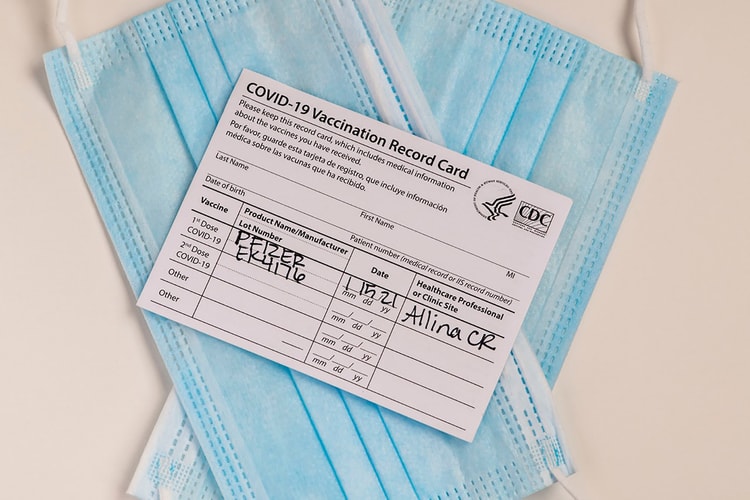 COVID-19 Vaccination Record Card
Please keep this record card, which includes medical information
about the vaccines you have received.
Por favor, guarde esta tarjeta de registro, que incluye información
médica sobre las vacunas que ha recibido.
CDC
Last Name
First Name
MI
Date of birth
Patient number (medical record or IIS record number)
Vaccine
Product Name/Manufacturer
Lot Number
Date
Healthcare Professional
or Clinic Site
1st Dose
COVID-19
PFIZER
EK4176
1 15 21
mm dd yy
Allina CR
2nd Dose
COVID-19
mm dd yy
Other
mm dd yy
Other
mm dd yy